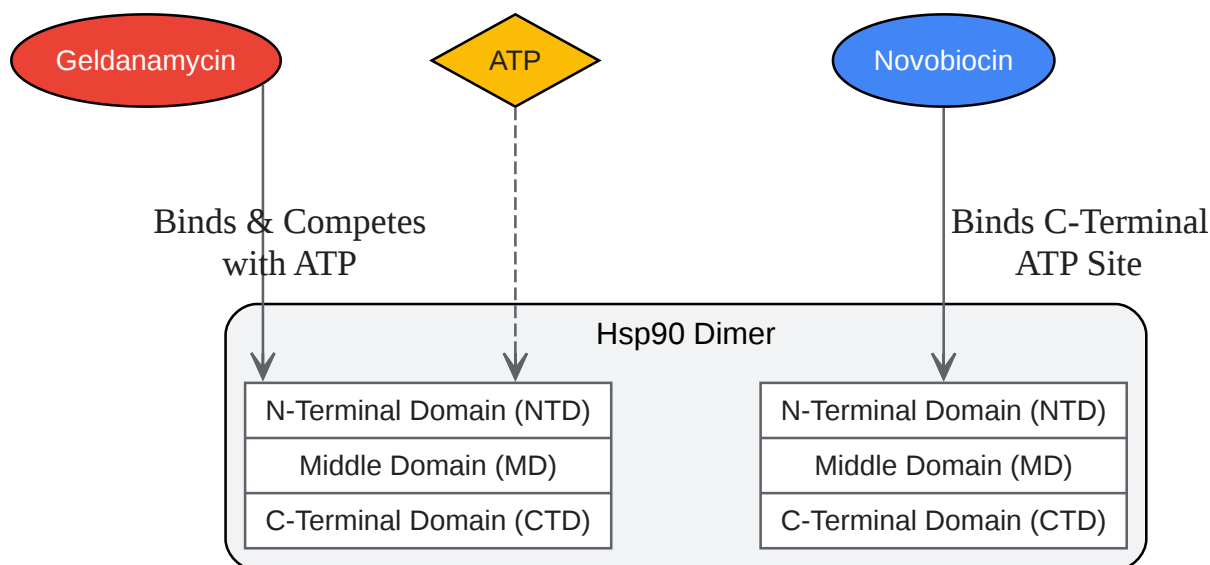 Geldanamycin
ATP
Novobiocin
Binds & Competes
with ATP
Binds C-Terminal
ATP Site
Hsp90 Dimer
N-Terminal Domain (NTD)
Middle Domain (MD)
C-Terminal Domain (CTD)
N-Terminal Domain (NTD)
Middle Domain (MD)
C-Terminal Domain (CTD)